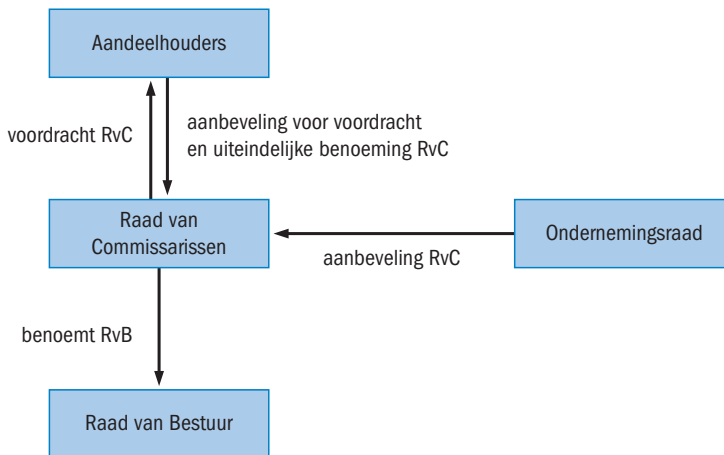 Aandeelhouders
voordracht RvC
aanbeveling voor voordracht
en uiteindelijke benoeming RvC
Raad van
Commissarissen
Ondernemingsraad
aanbeveling RvC
benoemt RvB
Raad van Bestuur